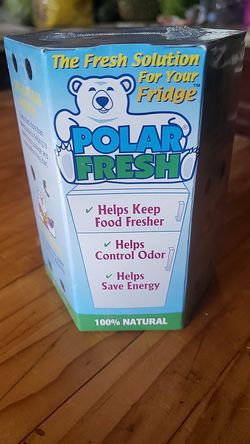 The Fresh Solution
For Your
Fridge™
POLAR
FRESH
✓ Helps Keep
Food Fresher
✓ Helps
Control Odor
✓ Helps
Save Energy
100% NATURAL